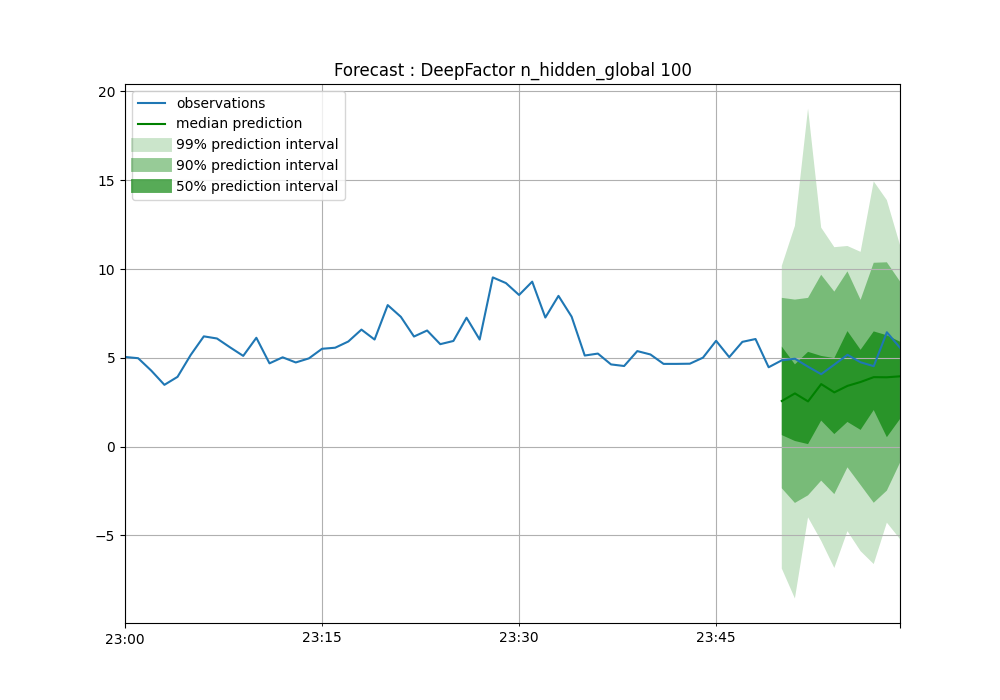 Forecast : DeepFactor n_hidden_global 100
observations
median prediction
99% prediction interval
90% prediction interval
50% prediction interval
20
15
10
5
0
−5
23:00
23:15
23:30
23:45